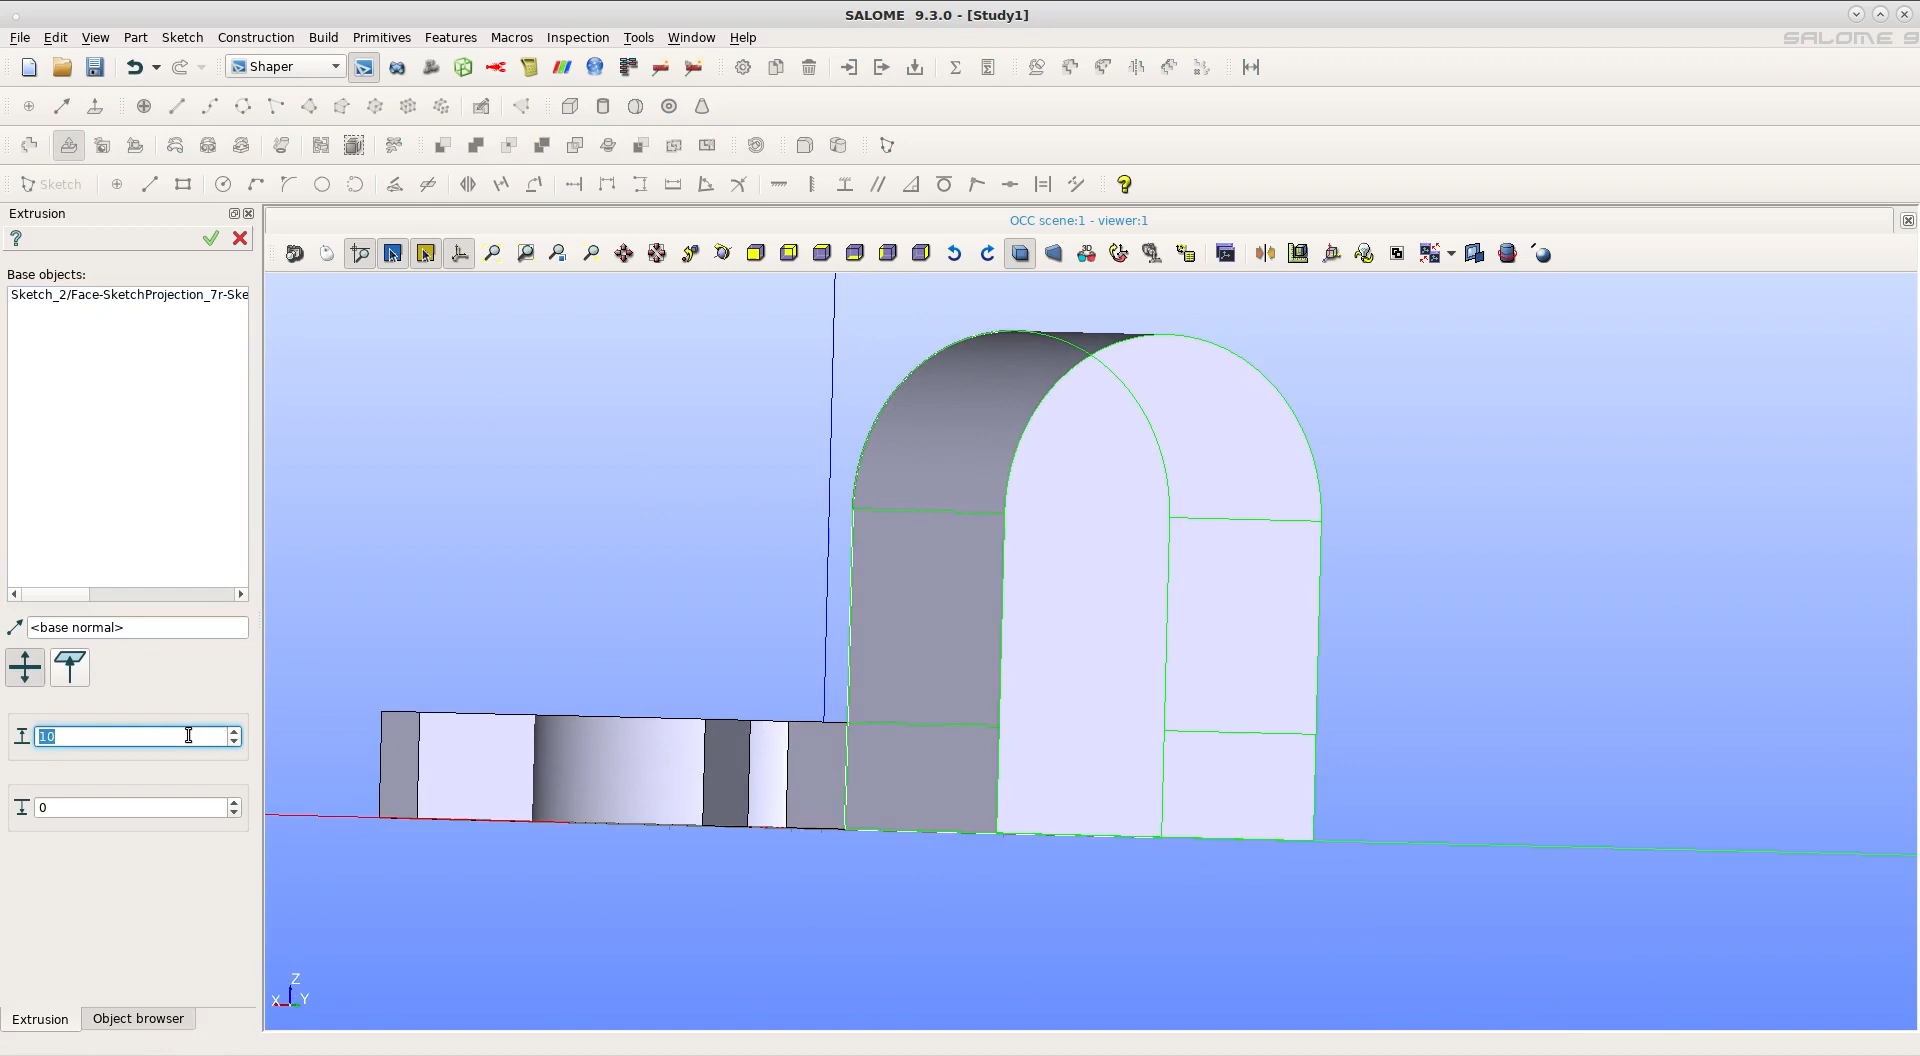 SALOME 9.3.0 - [Study1]
File Edit View Part Sketch Construction Build Primitives Features Macros Inspection Tools Window Help
SALOME 9
Shaper
Sketch
Extrusion
OCC scene:1 - viewer:1
Base objects:
Sketch_2/Face-SketchProjection_7r-Ske
<base normal>
10
0
Z
X Y
Extrusion Object browser